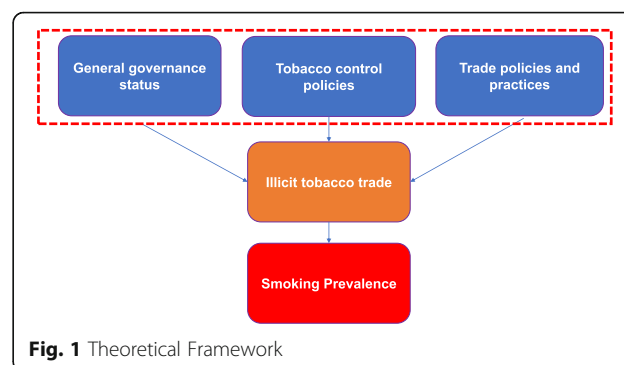 General governance
status
Tobacco control
policies
Trade policies and
practices
Illicit tobacco trade
Smoking Prevalence
Fig. 1 Theoretical Framework